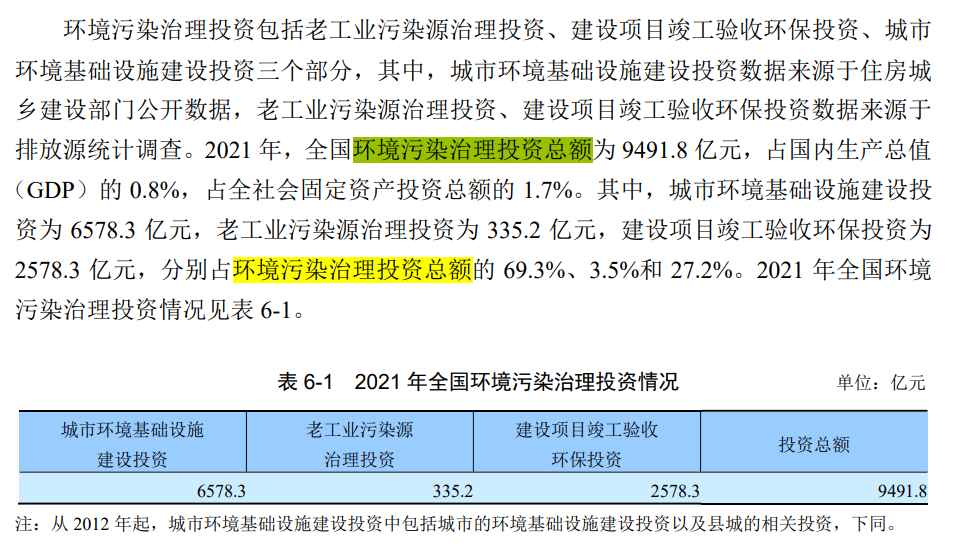 环境污染治理投资包括老工业污染源治理投资、建设项目竣工验收环保投资、城市
环境基础设施建设投资三个部分，其中，城市环境基础设施建设投资数据来源于住房城
乡建设部门公开数据，老工业污染源治理投资、建设项目竣工验收环保投资数据来源于
排放源统计调查。2021 年，全国环境污染治理投资总额为 9491.8 亿元，占国内生产总值
（GDP）的 0.8%，占全社会固定资产投资总额的 1.7%。其中，城市环境基础设施建设投
资为 6578.3 亿元，老工业污染源治理投资为 335.2 亿元，建设项目竣工验收环保投资为
2578.3 亿元，分别占环境污染治理投资总额的 69.3%、3.5%和 27.2%。2021 年全国环境
污染治理投资情况见表 6-1。
表 6-1 2021 年全国环境污染治理投资情况 单位：亿元
城市环境基础设施
建设投资
老工业污染源
治理投资
建设项目竣工验收
环保投资
投资总额
6578.3 335.2 2578.3 9491.8
注：从 2012 年起，城市环境基础设施建设投资中包括城市的环境基础设施建设投资以及县城的相关投资，下同。